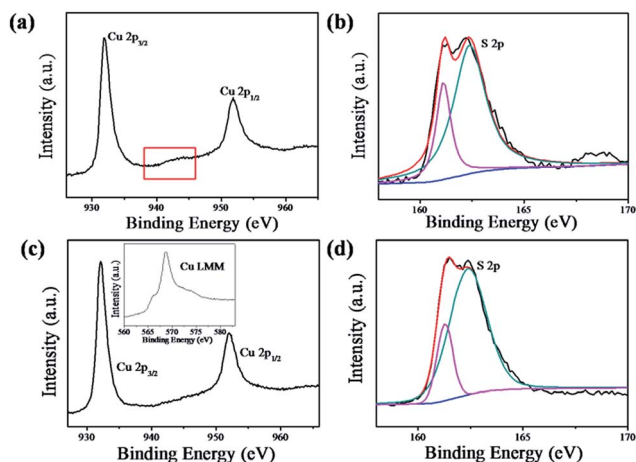 (a)
Cu 2p3/2
Cu 2p1/2
Intensity (a.u.)
930 940 950 960
Binding Energy (eV)
(b)
S 2p
Intensity (a.u.)
160 165 170
Binding Energy (eV)
(c)
Cu LMM
Intensity (a.u.)
560 565 570 575 580
Binding Energy (eV)
Cu 2p3/2
Cu 2p1/2
Intensity (a.u.)
930 940 950 960
Binding Energy (eV)
(d)
S 2p
Intensity (a.u.)
160 165 170
Binding Energy (eV)